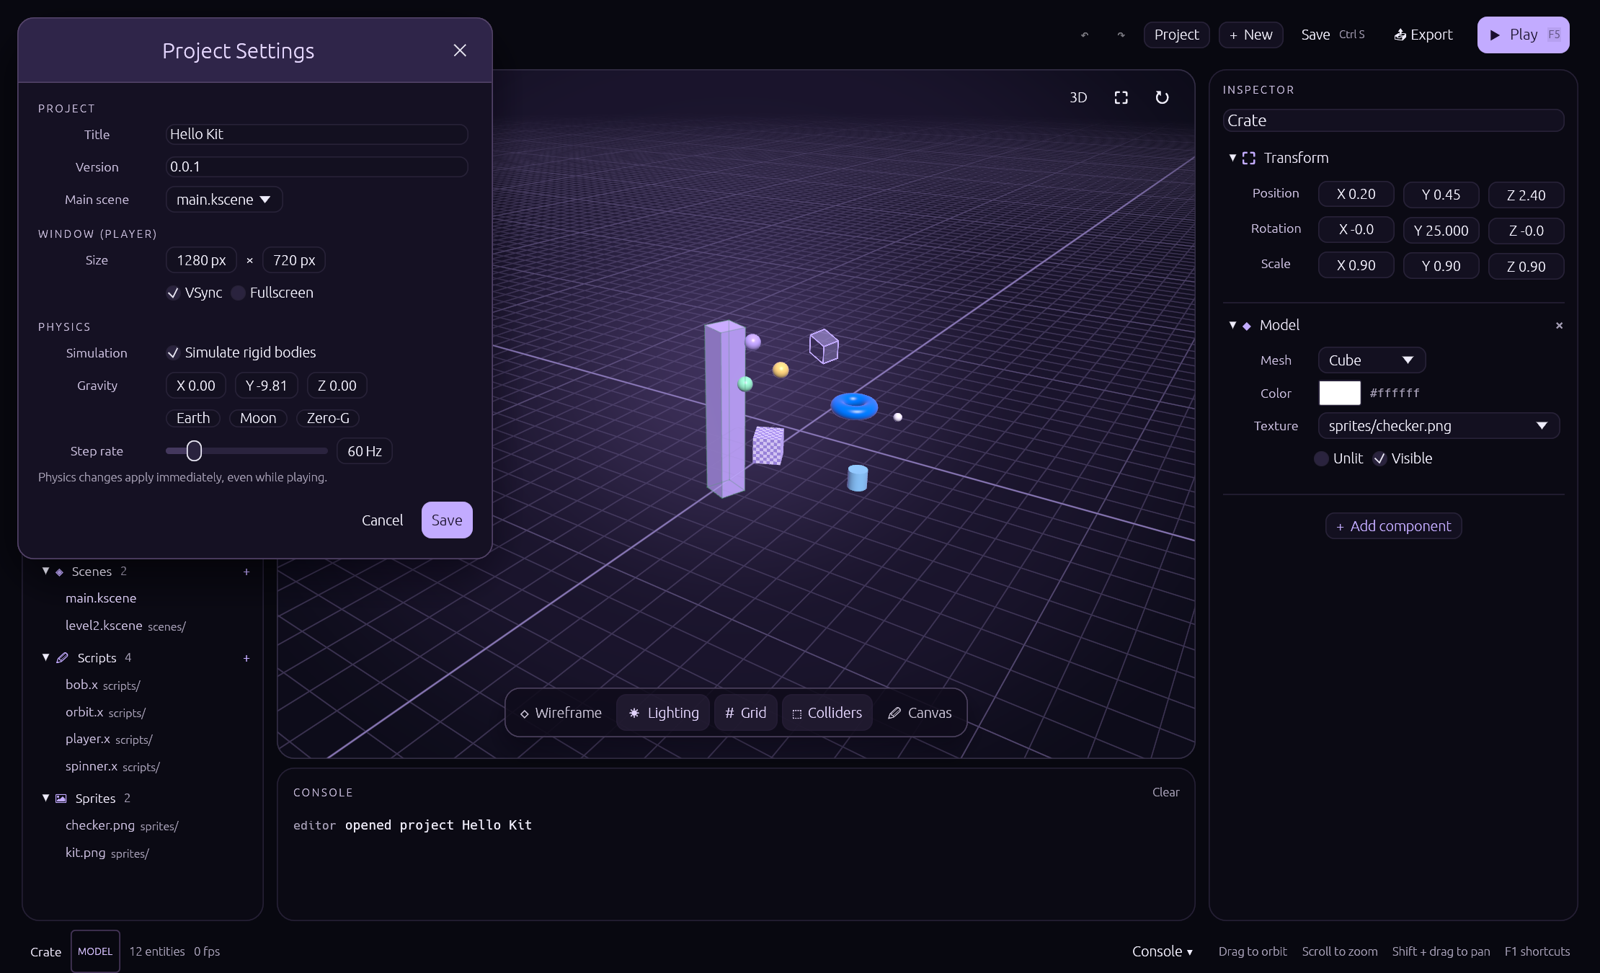 Project Settings
PROJECT
Title Hello Kit
Version 0.0.1
Main scene main.kscene
WINDOW (PLAYER)
Size 1280 px × 720 px
VSync Fullscreen
PHYSICS
Simulation Simulate rigid bodies
Gravity X 0.00 Y -9.81 Z 0.00
Earth Moon Zero-G
Step rate 60 Hz
Physics changes apply immediately, even while playing.
Cancel Save
Project + New Save Ctrl S Export Play F5
3D
INSPECTOR
Crate
Transform
Position X 0.20 Y 0.45 Z 2.40
Rotation X -0.0 Y 25.000 Z -0.0
Scale X 0.90 Y 0.90 Z 0.90
Model ×
Mesh Cube
Color #ffffff
Texture sprites/checker.png
Unlit Visible
+ Add component
Scenes 2 +
main.kscene
level2.kscene scenes/
Scripts 4 +
bob.x scripts/
orbit.x scripts/
player.x scripts/
spinner.x scripts/
Sprites 2
checker.png sprites/
kit.png sprites/
Wireframe Lighting # Grid Colliders Canvas
CONSOLE Clear
editor opened project Hello Kit
Crate MODEL 12 entities 0 fps
Console Drag to orbit Scroll to zoom Shift + drag to pan F1 shortcuts